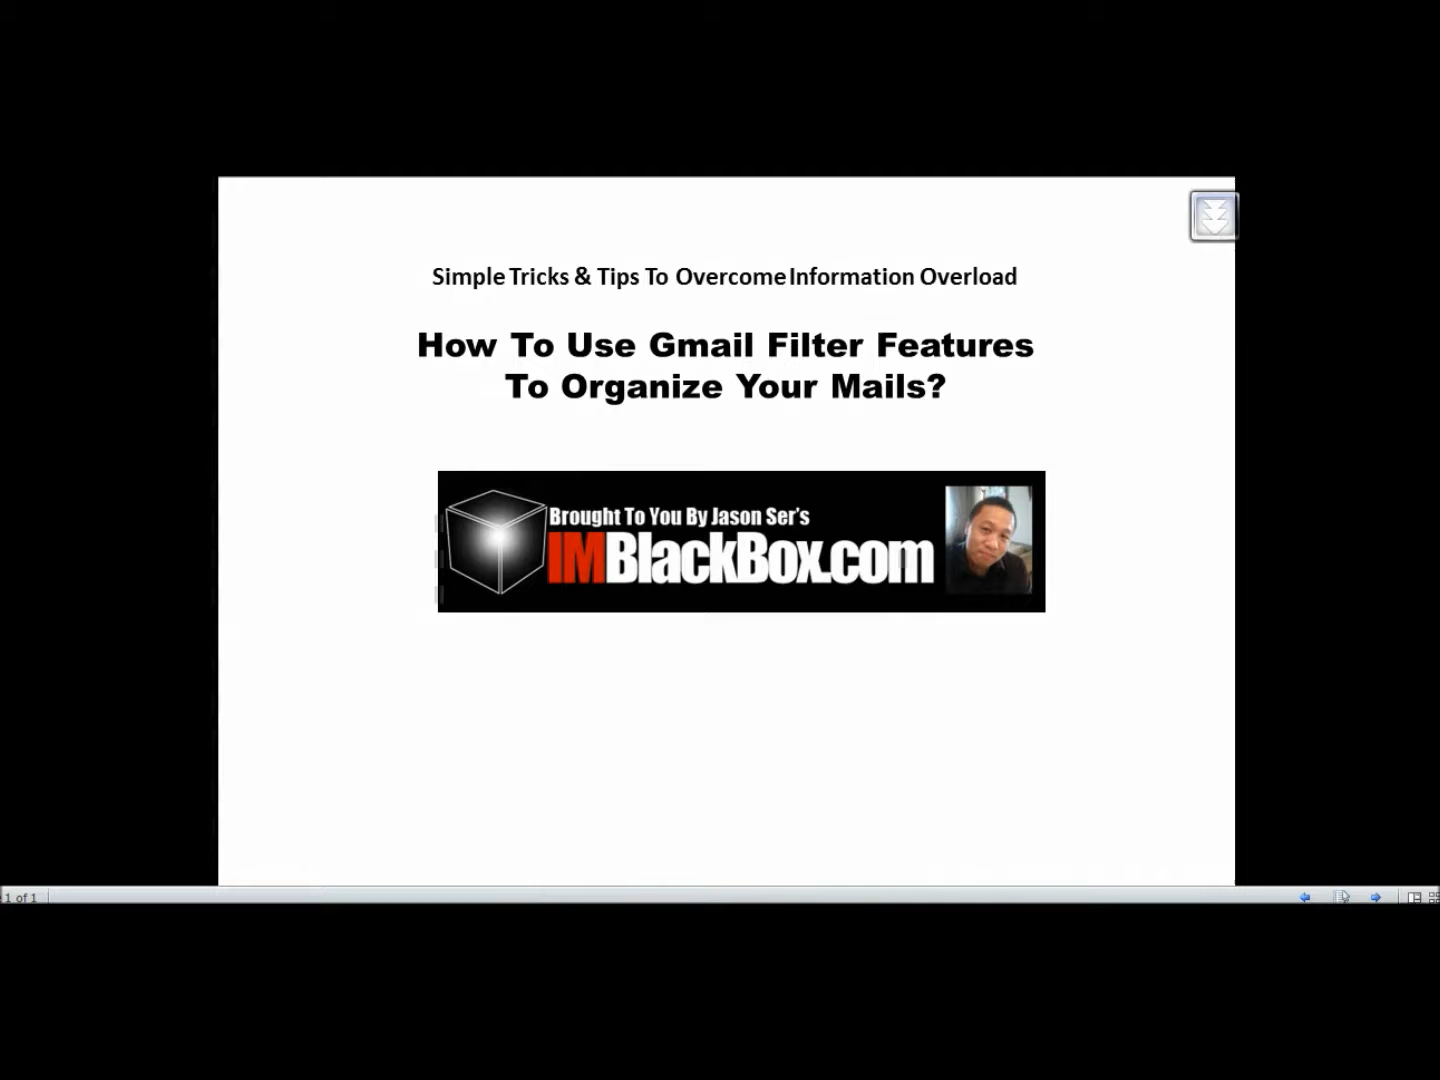 Simple Tricks & Tips To Overcome Information Overload
How To Use Gmail Filter Features
To Organize Your Mails?
Brought To You By Jason Ser's
IMBlackBox.com
1 of 1